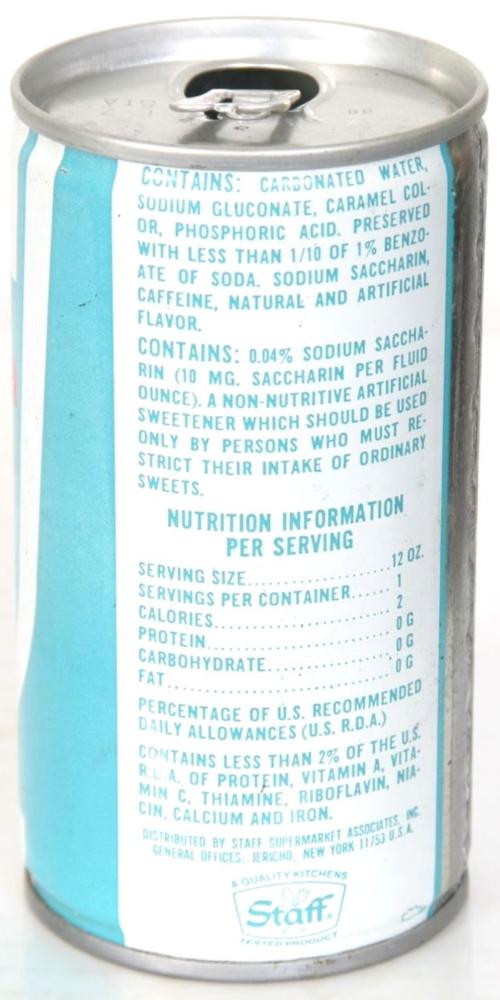 CONTAINS: CARBONATED WATER,
SODIUM GLUCONATE, CARAMEL COL-
OR, PHOSPHORIC ACID. PRESERVED
WITH LESS THAN 1/10 OF 1% BENZO-
ATE OF SODA. SODIUM SACCHARIN,
CAFFEINE, NATURAL AND ARTIFICIAL
FLAVOR.
CONTAINS: 0.04% SODIUM SACCHA-
RIN (10 MG. SACCHARIN PER FLUID
OUNCE). A NON-NUTRITIVE ARTIFICIAL
SWEETENER WHICH SHOULD BE USED
ONLY BY PERSONS WHO MUST RE-
STRICT THEIR INTAKE OF ORDINARY
SWEETS.
NUTRITION INFORMATION
PER SERVING
SERVING SIZE....................12 OZ.
SERVINGS PER CONTAINER......1
CALORIES.........................2
PROTEIN..........................0 G
CARBOHYDRATE...................0 G
FAT................................0 G
PERCENTAGE OF U.S. RECOMMENDED
DAILY ALLOWANCES (U.S. R.D.A.)
CONTAINS LESS THAN 2% OF THE U.S.
R.D.A. OF PROTEIN, VITAMIN A, VITA-
MIN C, THIAMINE, RIBOFLAVIN, NIA-
CIN, CALCIUM AND IRON.
DISTRIBUTED BY STAFF SUPERMARKET ASSOCIATES, INC.
GENERAL OFFICES: JERICHO, NEW YORK 11753 U.S.A.
A QUALITY KITCHENS
Staff®
TESTED PRODUCT